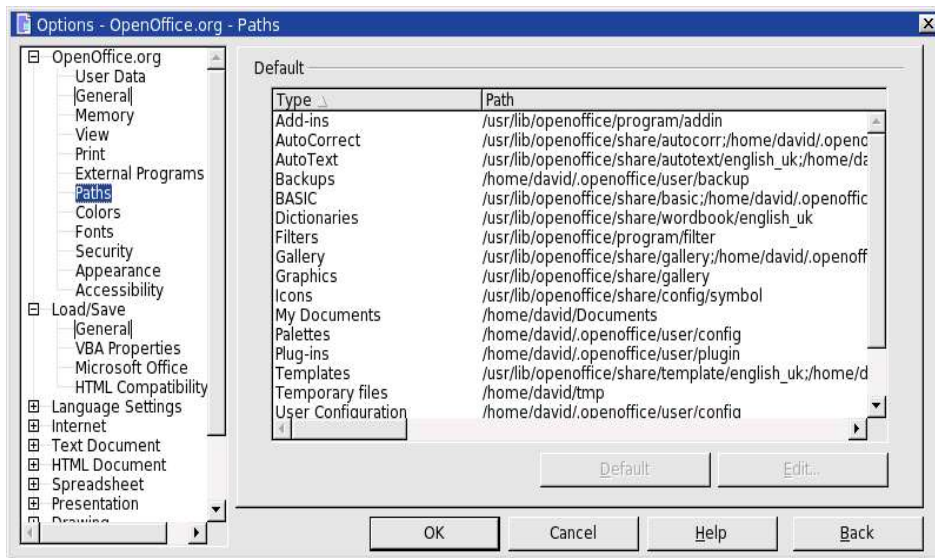 Options - OpenOffice.org - Paths
OpenOffice.org
User Data
General
Memory
View
Print
External Programs
Paths
Colors
Fonts
Security
Appearance
Accessibility
Load/Save
General
VBA Properties
Microsoft Office
HTML Compatibility
Language Settings
Internet
Text Document
HTML Document
Spreadsheet
Presentation
Drawing
Default
Type Path
Add-ins /usr/lib/openoffice/program/addin
AutoCorrect /usr/lib/openoffice/share/autocorr;/home/david/.openo
AutoText /usr/lib/openoffice/share/autotext/english_uk;/home/da
Backups /home/david/.openoffice/user/backup
BASIC /usr/lib/openoffice/share/basic;/home/david/.openoffic
Dictionaries /usr/lib/openoffice/share/wordbook/english_uk
Filters /usr/lib/openoffice/program/filter
Gallery /usr/lib/openoffice/share/gallery;/home/david/.openoff
Graphics /usr/lib/openoffice/share/gallery
Icons /usr/lib/openoffice/share/config/symbol
My Documents /home/david/Documents
Palettes /home/david/.openoffice/user/config
Plug-ins /home/david/.openoffice/user/plugin
Templates /usr/lib/openoffice/share/template/english_uk;/home/d
Temporary files /home/david/tmp
User Configuration /home/david/.openoffice/user/config
Default Edit...
OK Cancel Help Back